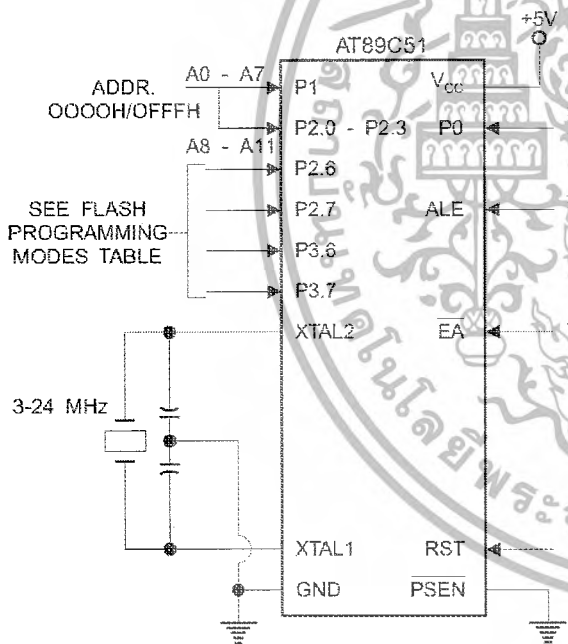 +5V
AT89C51
ADDR.
OOOOH/OFFFH
A0 - A7
P1
VCC
P2.0 - P2.3
P0
A8 - A11
P2.6
SEE FLASH
PROGRAMMING
MODES TABLE
P2.7
ALE
P3.6
P3.7
XTAL2
EA
3-24 MHz
XTAL1
RST
GND
PSEN